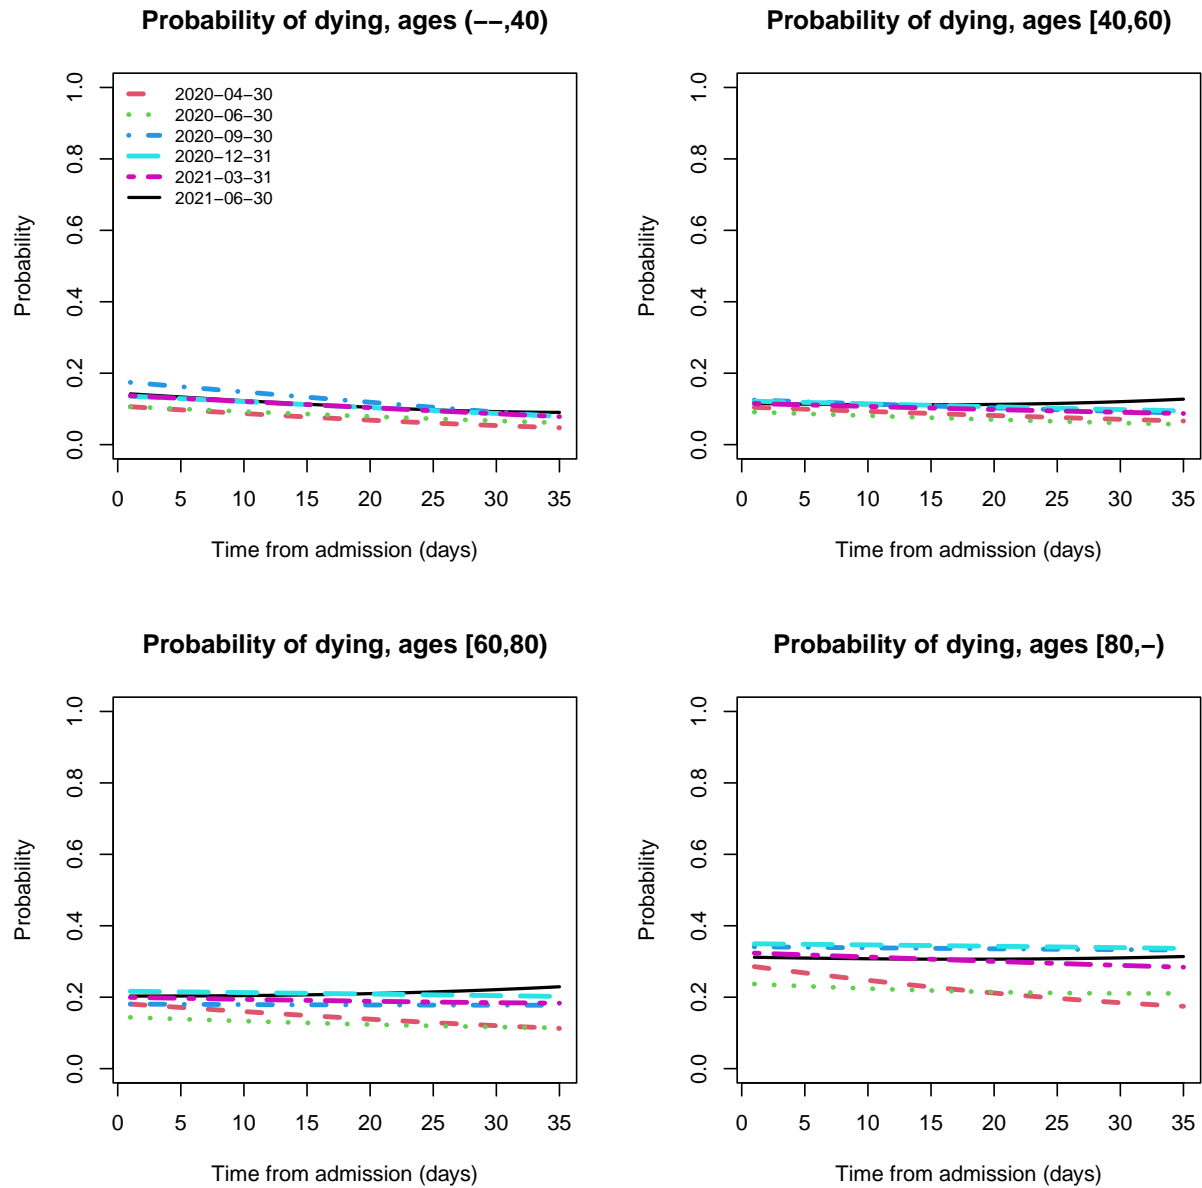 Probability of dying, ages (−−,40)
Probability
0.0 0.2 0.4 0.6 0.8 1.0
2020−04−30
2020−06−30
2020−09−30
2020−12−31
2021−03−31
2021−06−30
0 5 10 15 20 25 30 35
Time from admission (days)
Probability of dying, ages [40,60)
Probability
0.0 0.2 0.4 0.6 0.8 1.0
0 5 10 15 20 25 30 35
Time from admission (days)
Probability of dying, ages [60,80)
Probability
0.0 0.2 0.4 0.6 0.8 1.0
0 5 10 15 20 25 30 35
Time from admission (days)
Probability of dying, ages [80,−)
Probability
0.0 0.2 0.4 0.6 0.8 1.0
0 5 10 15 20 25 30 35
Time from admission (days)